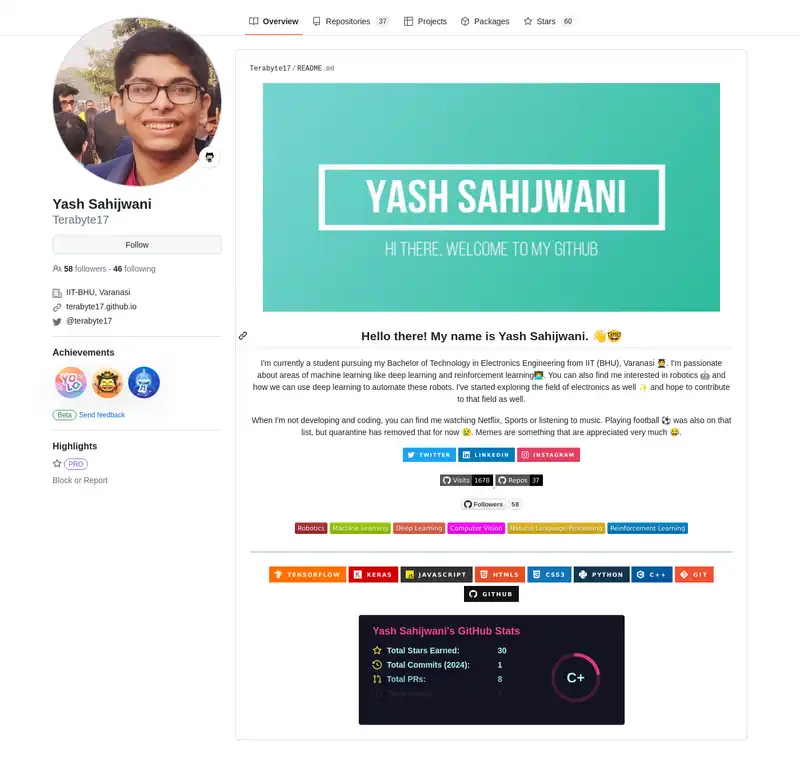 Overview
Repositories 37
Projects
Packages
Stars 60
Terabyte17/README.md
YASH SAHIJWANI
HI THERE. WELCOME TO MY GITHUB
Yash Sahijwani
Terabyte17
Follow
58 followers · 46 following
IIT-BHU, Varanasi
terabyte17.github.io
@terabyte17
Achievements
YOLO
Beta Send feedback
Highlights
PRO
Block or Report
Hello there! My name is Yash Sahijwani. 👋🤓
I'm currently a student pursuing my Bachelor of Technology in Electronics Engineering from IIT (BHU), Varanasi 👨‍🎓. I'm passionate
about areas of machine learning like deep learning and reinforcement learning👨‍💻. You can also find me interested in robotics 🤖 and
how we can use deep learning to automate these robots. I've started exploring the field of electronics as well ✨ and hope to contribute
to that field as well.
When I'm not developing and coding, you can find me watching Netflix, Sports or listening to music. Playing football ⚽ was also on that
list, but quarantine has removed that for now 😢. Memes are something that are appreciated very much 😂.
TWITTER LINKEDIN INSTAGRAM
Visits 1678 Repos 37
Followers 58
Robotics Machine Learning Deep Learning Computer Vision Natural Language Processing Reinforcement Learning
TENSORFLOW KERAS JAVASCRIPT HTML5 CSS3 PYTHON C++ GIT
GITHUB
Yash Sahijwani's GitHub Stats
Total Stars Earned: 30
Total Commits (2024): 1
Total PRs: 8
C+